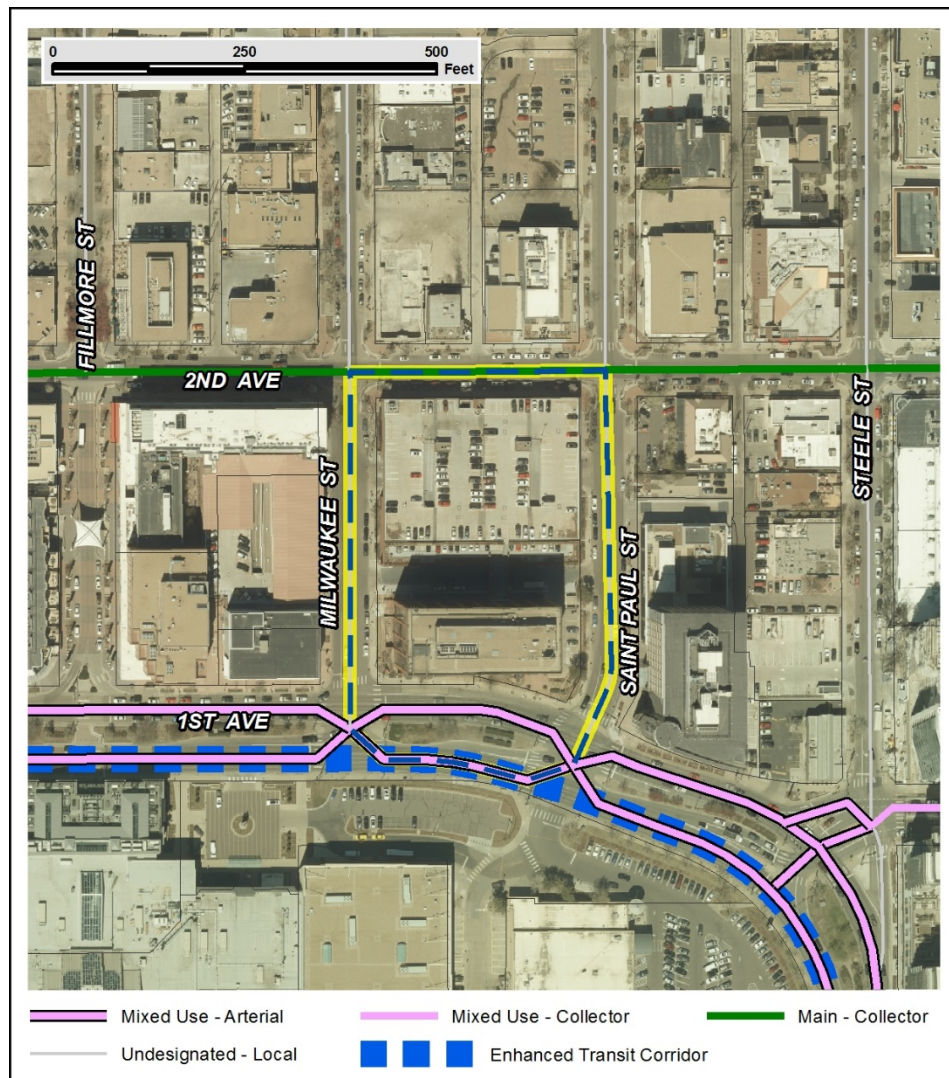 0 250 500
Feet
FILLMORE ST
2ND AVE
MILWAUKEE ST
SAINT PAUL ST
STEELE ST
1ST AVE
Mixed Use - Arterial
Mixed Use - Collector
Main - Collector
Undesignated - Local
Enhanced Transit Corridor